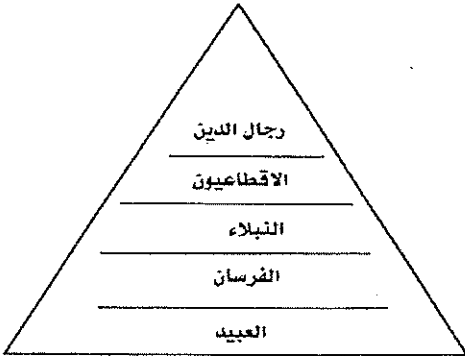 رجال الدين
الاقطاعيون
النبلاء
الفرسان
العبيد